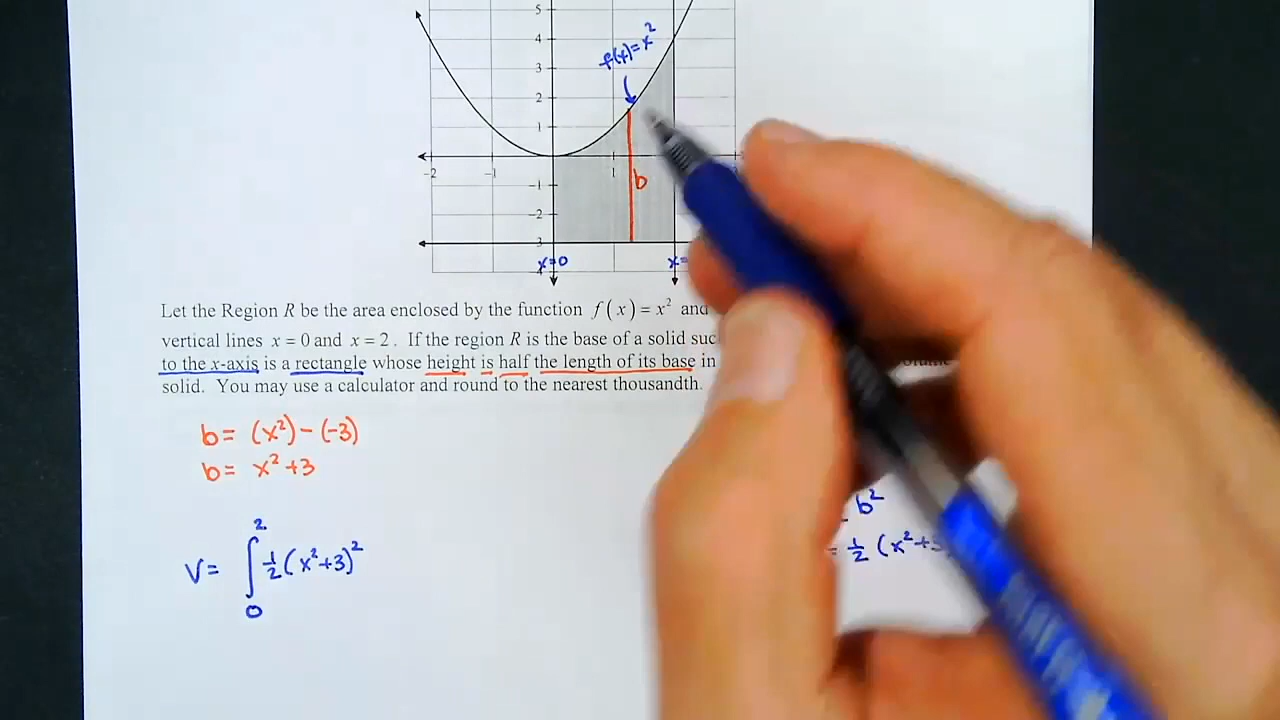 5
4
f(x)=x²
3
2
1
-2 -1 1
-1 b
-2
3
x=0 x=
Let the Region R be the area enclosed by the function f(x) = x² and
vertical lines x = 0 and x = 2. If the region R is the base of a solid suc
to the x-axis is a rectangle whose height is half the length of its base in
solid. You may use a calculator and round to the nearest thousandth.
b= (x²)-(-3)
b= x²+3
b²
V= ∫₀² ½(x²+3)²
= ½ (x²+3